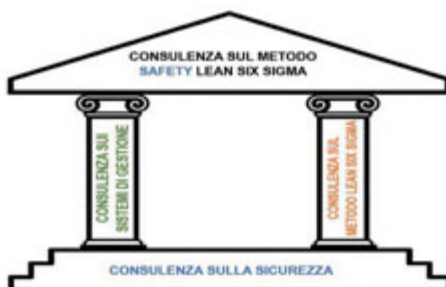 CONSULENZA SUL METODO
SAFETY LEAN SIX SIGMA
CONSULENZA SUI
SISTEMI DI GESTIONE
CONSULENZA SUL
METODO LEAN SIX SIGMA
CONSULENZA SULLA SICUREZZA